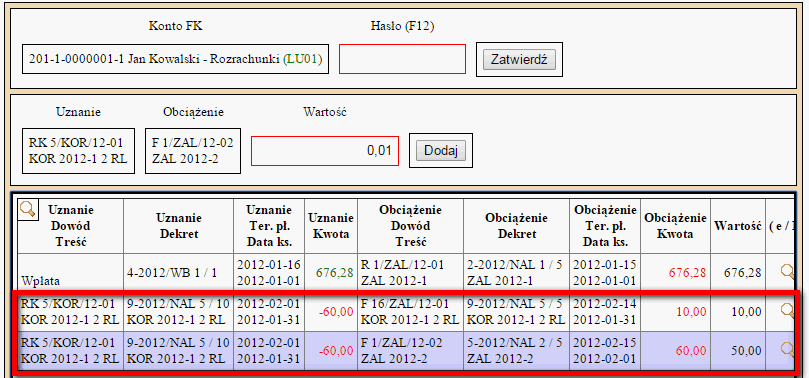 Konto FK Hasło (F12)
201-1-0000001-1 Jan Kowalski - Rozrachunki (LU01) Zatwierdź
Uznanie Obciążenie Wartość
RK 5/KOR/12-01 F 1/ZAL/12-02
KOR 2012-1 2 RL ZAL 2012-2 0,01 Dodaj
Uznanie Uznanie Uznanie Uznanie Obciążenie Obciążenie Obciążenie Obciążenie Wartość ( e /
Dowód Dekret Ter. pl. Kwota Dowód Dekret Ter. pl. Kwota
Treść Data ks. Treść Data ks.
4-2012/WB 1 / 1 2012-01-16 676,28 R 1/ZAL/12-01 2-2012/NAL 1 / 5 2012-01-15 676,28 676,28
Wpłata 2012-01-01 ZAL 2012-1 ZAL 2012-1 2012-01-01
RK 5/KOR/12-01 9-2012/NAL 5 / 10 2012-02-01 -60,00 F 16/ZAL/12-01 9-2012/NAL 5 / 5 2012-02-14 10,00 10,00
KOR 2012-1 2 RL KOR 2012-1 2 RL 2012-01-31 KOR 2012-1 2 RL KOR 2012-1 2 RL 2012-01-31
RK 5/KOR/12-01 9-2012/NAL 5 / 10 2012-02-01 -60,00 F 1/ZAL/12-02 5-2012/NAL 2 / 5 2012-02-15 60,00 50,00
KOR 2012-1 2 RL KOR 2012-1 2 RL 2012-01-31 ZAL 2012-2 ZAL 2012-2 2012-02-01